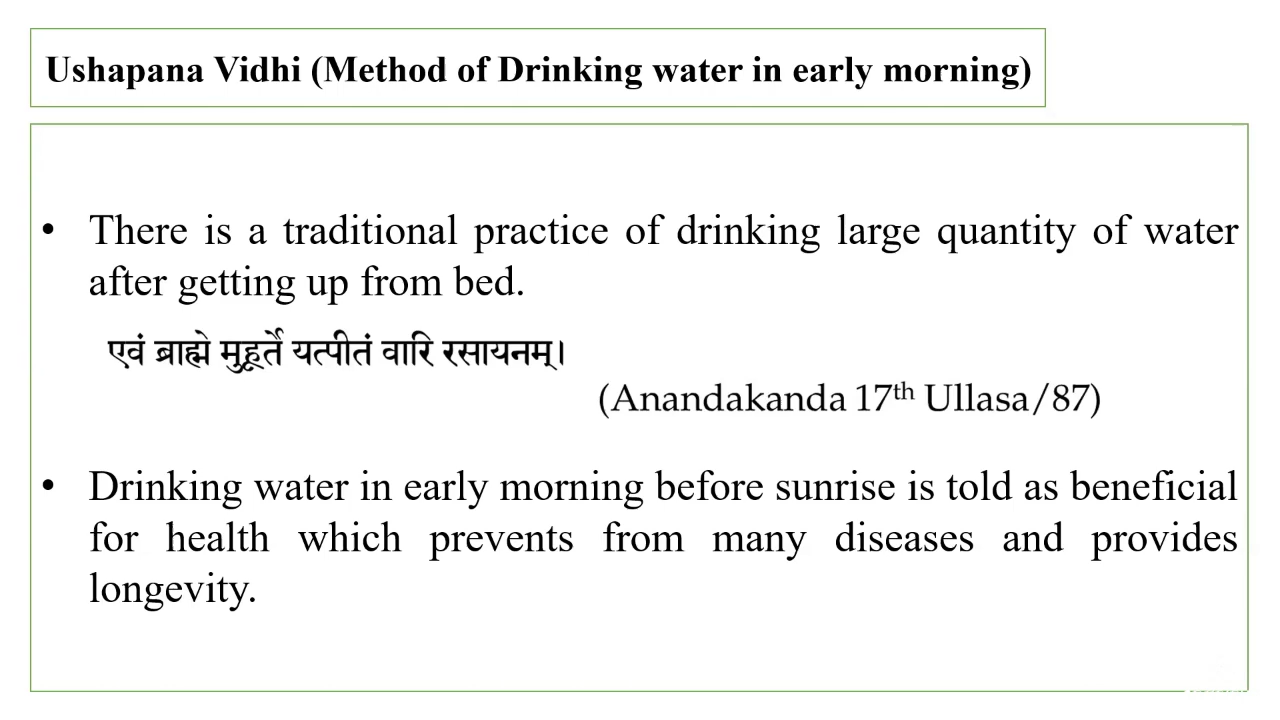 Ushapana Vidhi (Method of Drinking water in early morning)
• There is a traditional practice of drinking large quantity of water
after getting up from bed.
एवं ब्राह्मे मुहूर्ते यत्पीतं वारि रसायनम्।
(Anandakanda 17th Ullasa/87)
• Drinking water in early morning before sunrise is told as beneficial
for health which prevents from many diseases and provides
longevity.